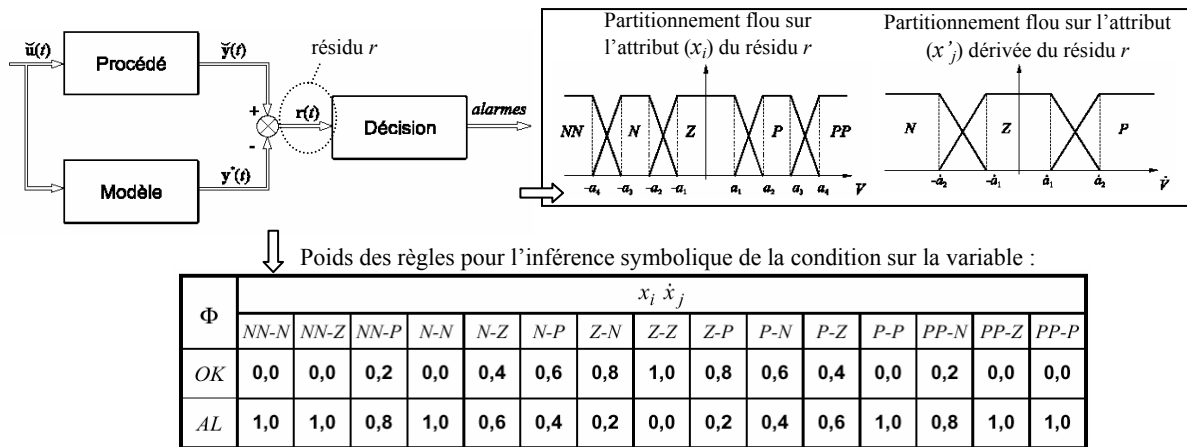 ŭ(t)
Procédé
y̆(t)
+
-
Modèle
y*(t)
résidu r
r(t)
Décision
alarmes
Partitionnement flou sur
l'attribut (xi) du résidu r
NN N Z P PP
-a4 -a3 -a2 -a1 a1 a2 a3 a4 V
Partitionnement flou sur l'attribut
(x'j) dérivée du résidu r
N Z P
-ȧ2 -ȧ1 ȧ1 ȧ2 V̇
Poids des règles pour l'inférence symbolique de la condition sur la variable :
Φ xi ẋj
NN-N NN-Z NN-P N-N N-Z N-P Z-N Z-Z Z-P P-N P-Z P-P PP-N PP-Z PP-P
OK 0,0 0,0 0,2 0,0 0,4 0,6 0,8 1,0 0,8 0,6 0,4 0,0 0,2 0,0 0,0
AL 1,0 1,0 0,8 1,0 0,6 0,4 0,2 0,0 0,2 0,4 0,6 1,0 0,8 1,0 1,0